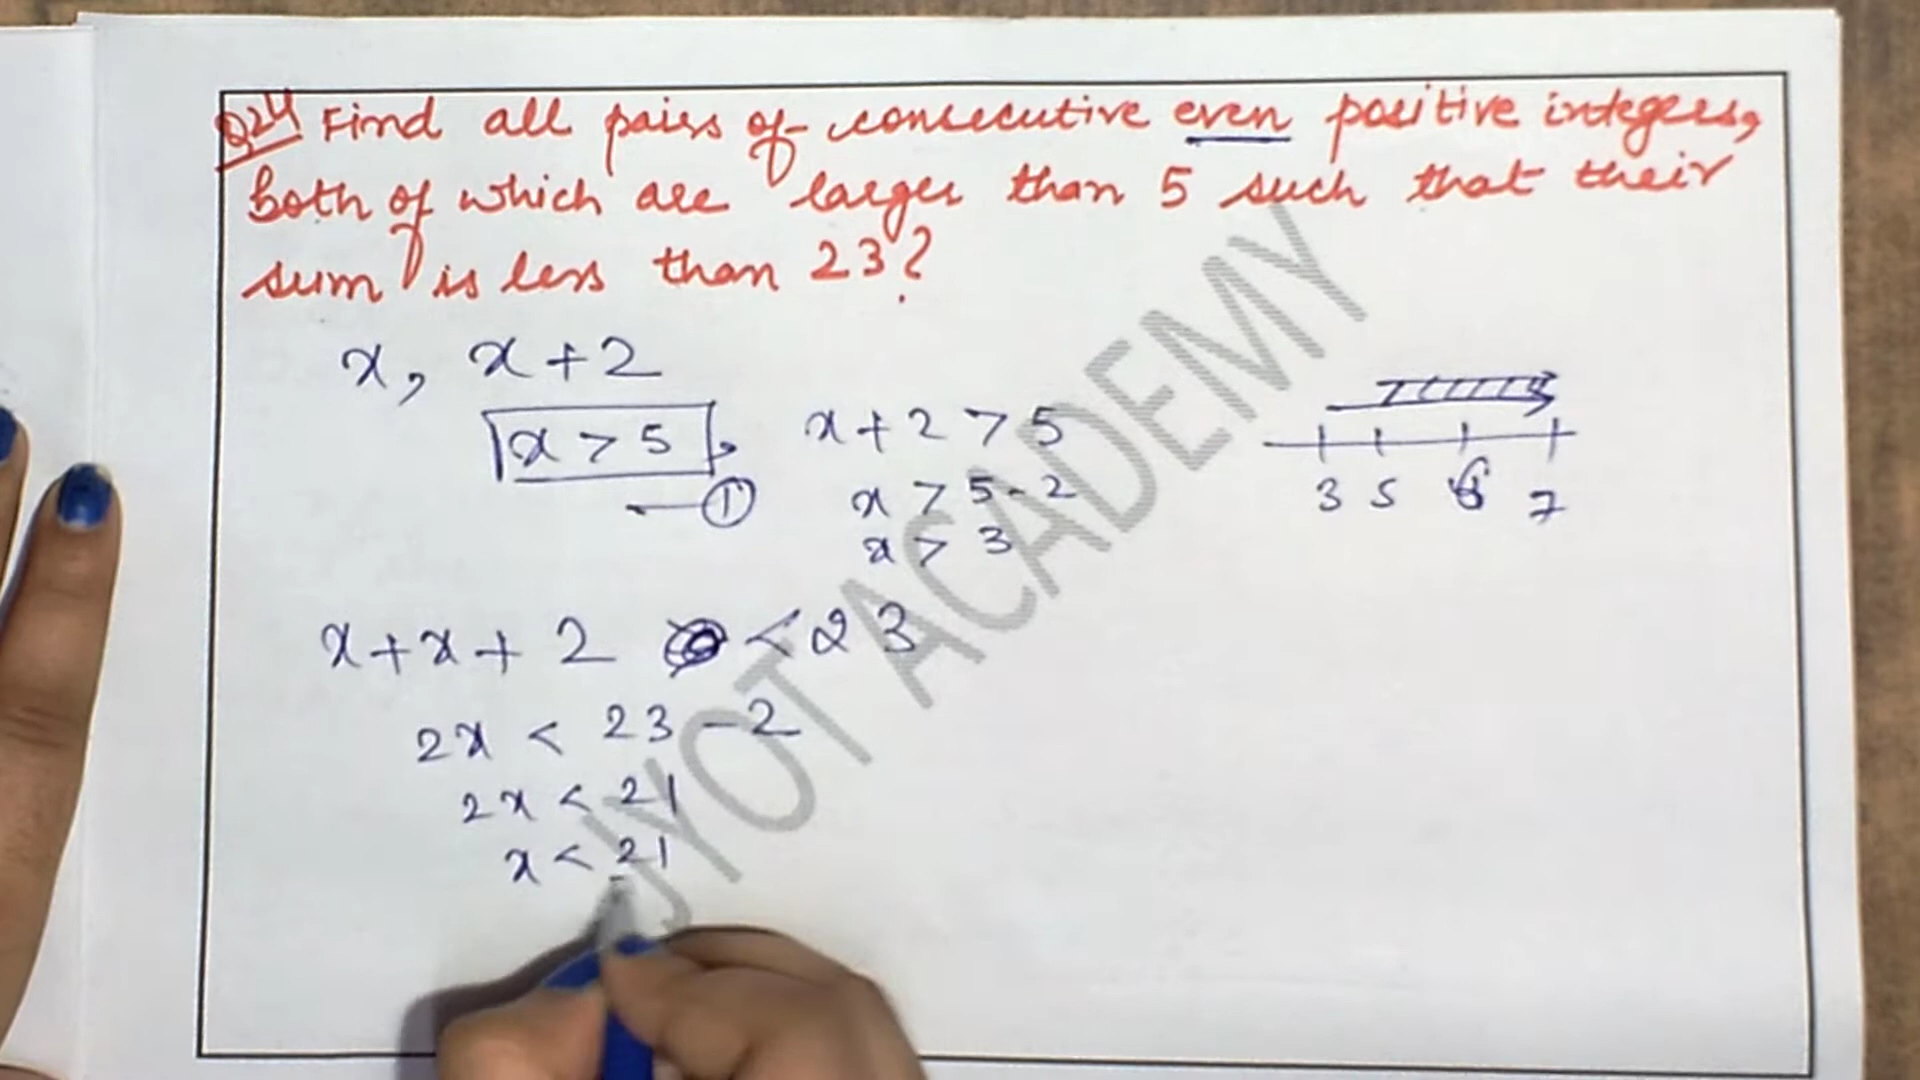 Q24 Find all pairs of consecutive even positive integers,
both of which are larger than 5 such that their
sum is less than 23?
x, x+2
x > 5
①
x+2 > 5
x > 5-2
x > 3
3 5 6 7
x+x+2 < 23
2x < 23-2
2x < 21
x < 21
JYOT ACADEMY